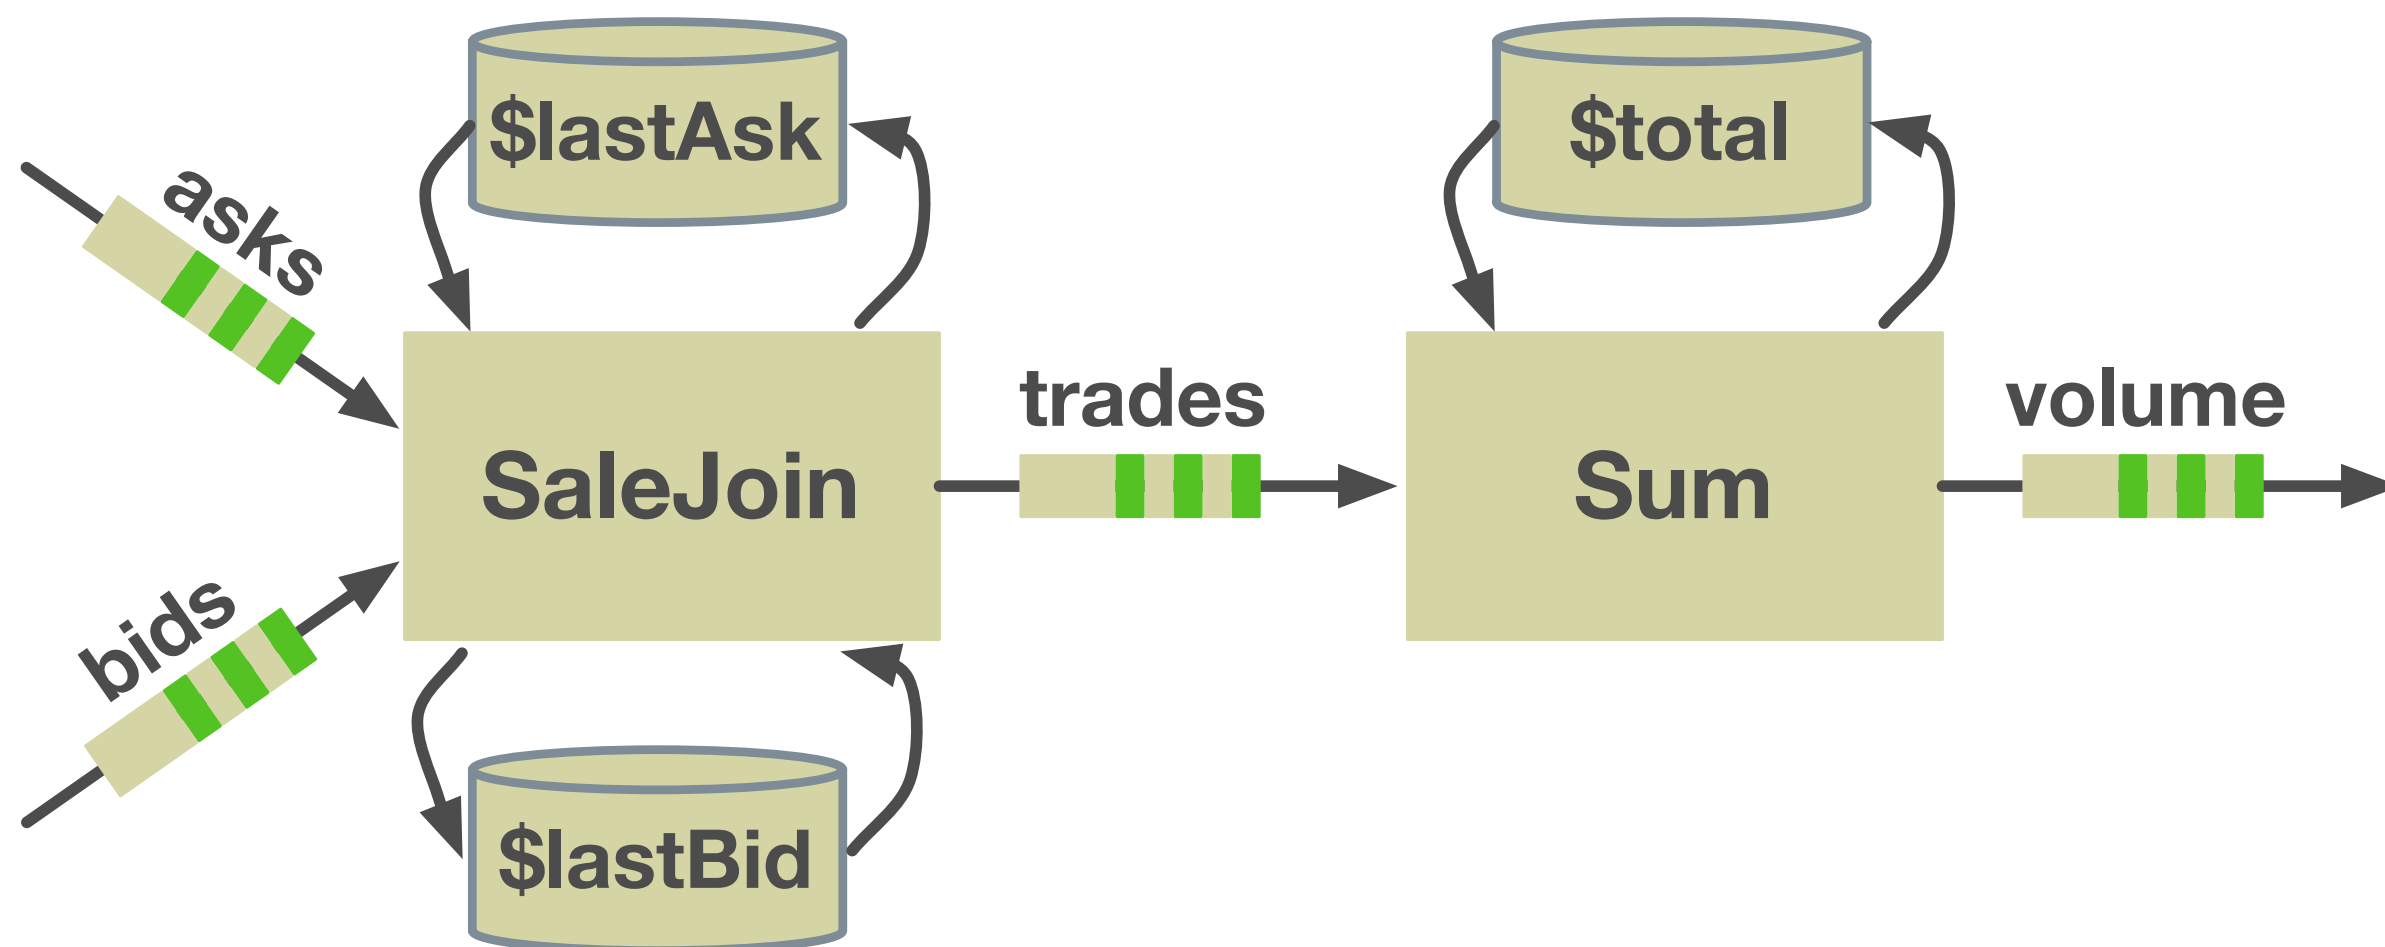 $lastAsk
$total
asks
trades
volume
SaleJoin
Sum
bids
$lastBid